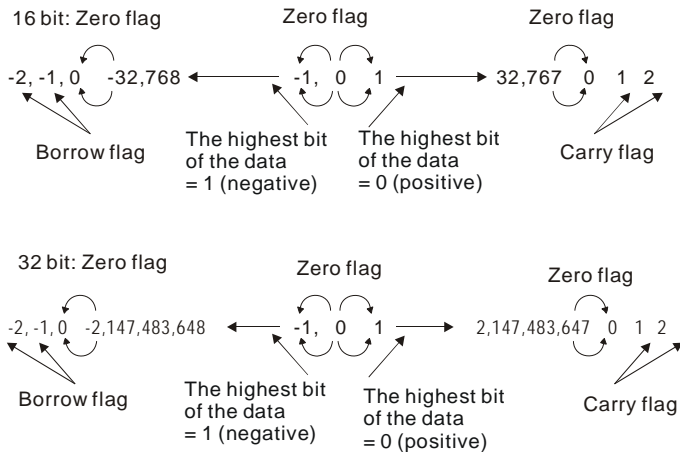 16 bit: Zero flag
Zero flag
Zero flag
-2, -1, 0 -32,768
-1, 0 1
32,767 0 1 2
Borrow flag
The highest bit
of the data
= 1 (negative)
The highest bit
of the data
= 0 (positive)
Carry flag
32 bit: Zero flag
Zero flag
Zero flag
-2, -1, 0 -2,147,483,648
-1, 0 1
2,147,483,647 0 1 2
Borrow flag
The highest bit
of the data
= 1 (negative)
The highest bit
of the data
= 0 (positive)
Carry flag